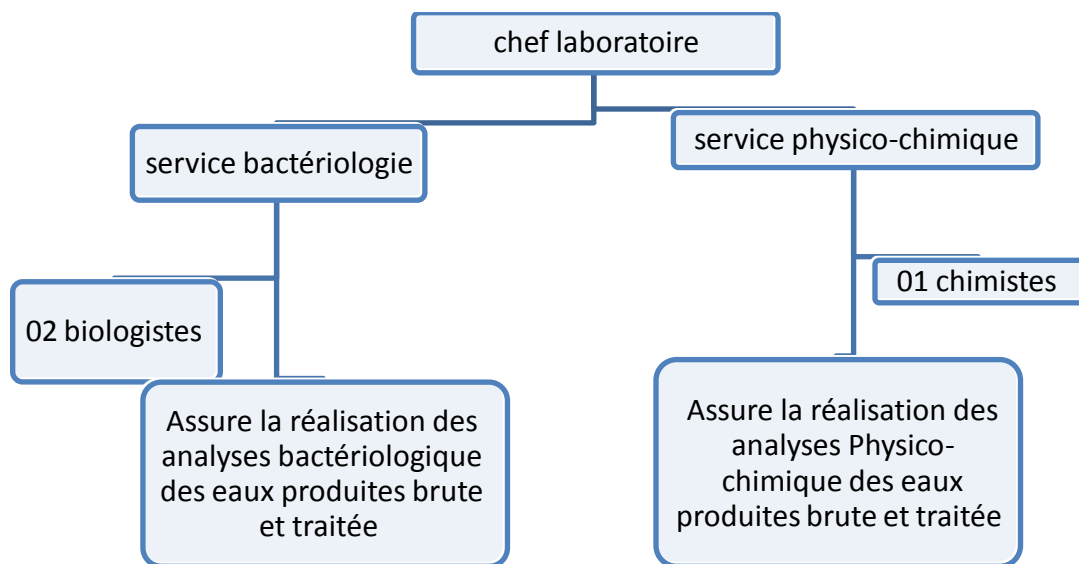 chef laboratoire
service bactériologie
service physico-chimique
02 biologistes
01 chimistes
Assure la réalisation des
analyses bactériologique
des eaux produites brute
et traitée
Assure la réalisation des
analyses Physico-
chimique des eaux
produites brute et traitée